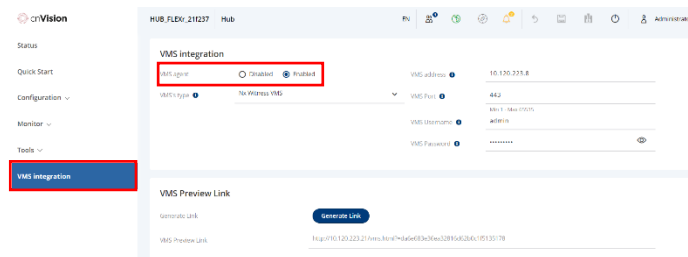 cnVision
HUB_FLEXr_21f237 Hub
EN
Administrato
Status
Quick Start
Configuration
Monitor
Tools
VMS integration
VMS integration
VMS agent Disabled Enabled
VMS type Nx Witness VMS
VMS address 10.120.223.8
VMS Port 443
VMS Username admin
VMS Password •••••••••
VMS Preview Link
Generate Link Generate Link
VMS Preview Link